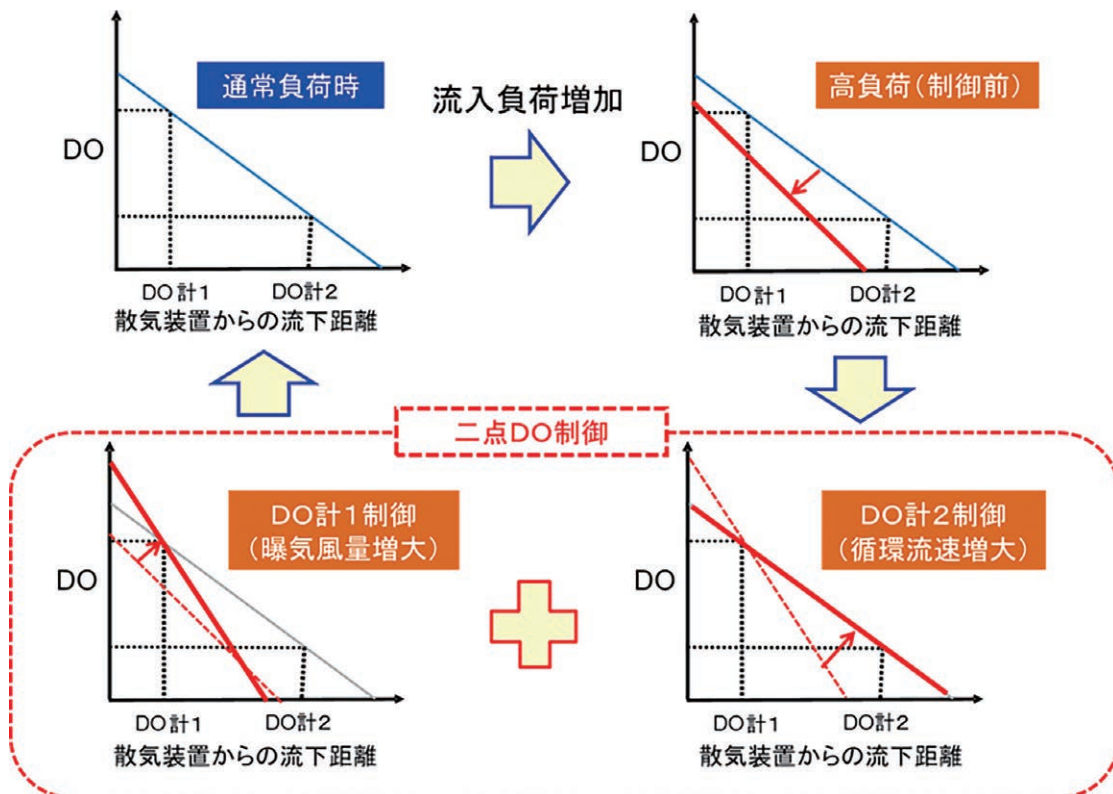 通常負荷時
DO
DO計1
DO計2
散気装置からの流下距離
流入負荷増加
高負荷(制御前)
DO
DO計1
DO計2
散気装置からの流下距離
二点DO制御
DO計1制御
(曝気風量増大)
DO
DO計1
DO計2
散気装置からの流下距離
DO計2制御
(循環流速増大)
DO
DO計1
DO計2
散気装置からの流下距離